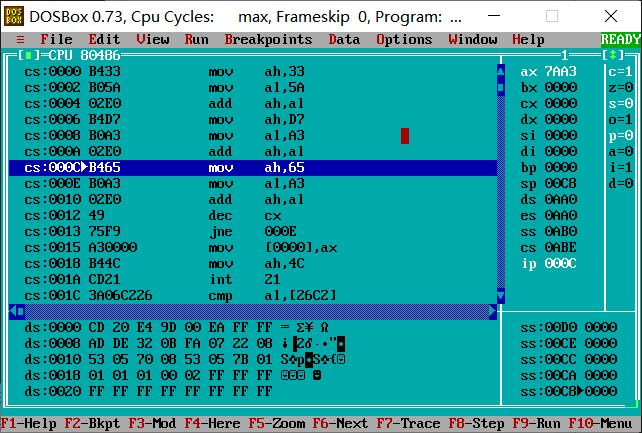 DOSBox 0.73, Cpu Cycles: max, Frameskip 0, Program: ...
≡ File Edit View Run Breakpoints Data Options Window Help READY
[■]=CPU 80486 1 [↕]
cs:0000 B433 mov ah,33 ax 7AA3 c=1
cs:0002 B05A mov al,5A bx 0000 z=0
cs:0004 02E0 add ah,al cx 0000 s=0
cs:0006 B4D7 mov ah,D7 dx 0000 o=1
cs:0008 B0A3 mov al,A3 si 0000 p=0
cs:000A 02E0 add ah,al di 0000 a=0
cs:000C►B465 mov ah,65 bp 0000 i=1
cs:000E B0A3 mov al,A3 sp 00C8 d=0
cs:0010 02E0 add ah,al ds 0AA0
cs:0012 49 dec cx es 0AA0
cs:0013 75F9 jne 000E ss 0AB0
cs:0015 A30000 mov [0000],ax cs 0ABE
cs:0018 B44C mov ah,4C ip 000C
cs:001A CD21 int 21
cs:001C 3A06C226 cmp al,[26C2]
ds:0000 CD 20 E4 9D 00 EA FF FF = Σ¥ Ω ss:00D0 0000
ds:0008 AD DE 32 0B FA 07 22 08 ss:00CE 0000
ds:0010 53 05 70 08 53 05 7B 01 S♣p◘S♣{☺ ss:00CC 0000
ds:0018 01 01 01 00 02 FF FF FF ☺☺☺ ☻ ss:00CA 0000
ds:0020 FF FF FF FF FF FF FF FF ss:00C8►0000
F1-Help F2-Bkpt F3-Mod F4-Here F5-Zoom F6-Next F7-Trace F8-Step F9-Run F10-Menu